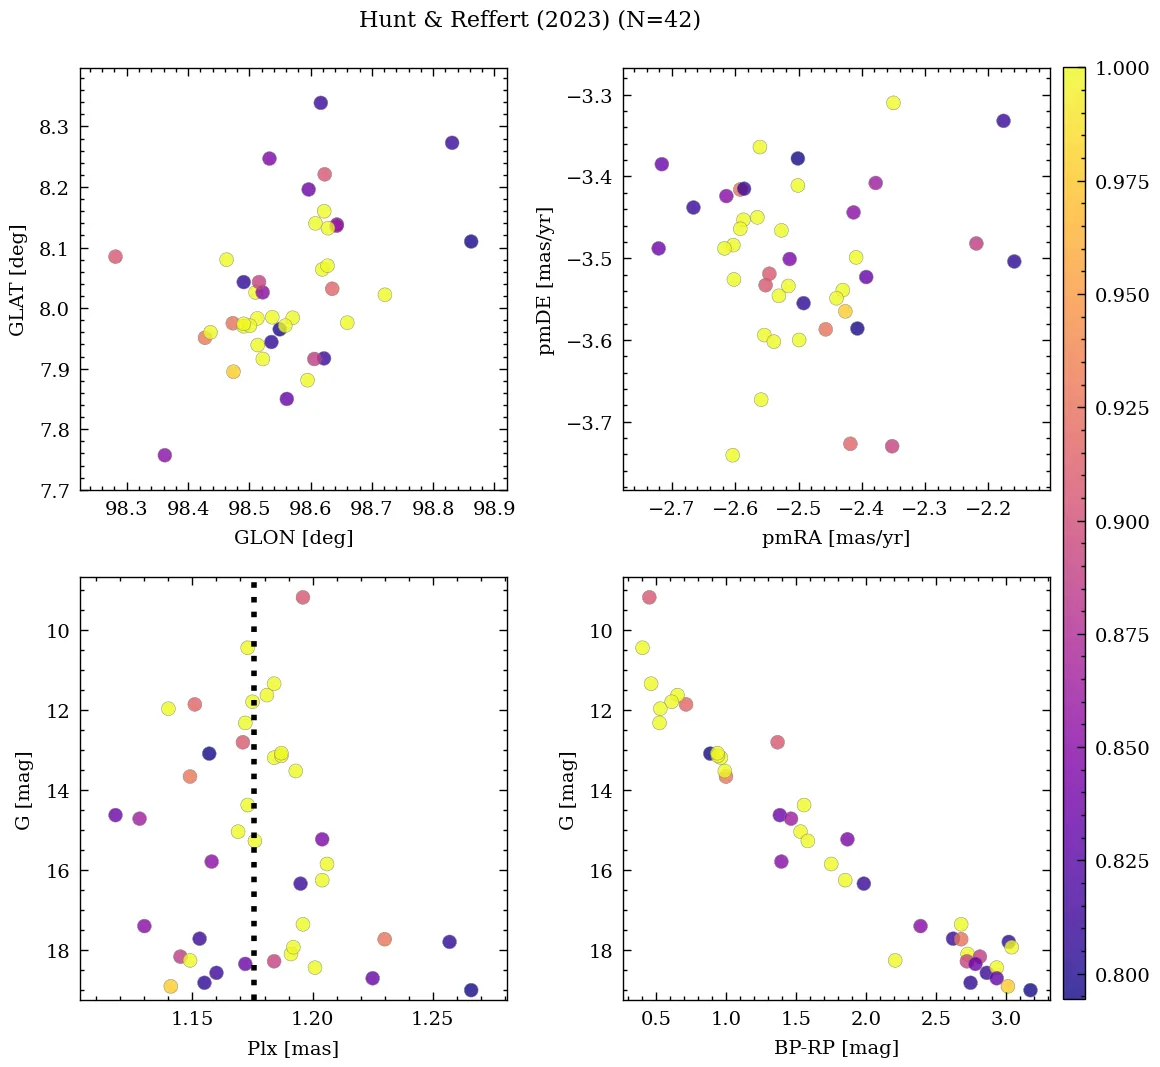 Hunt & Reffert (2023) (N=42)
8.3
8.2
8.1
8.0
7.9
7.8
7.7
GLAT [deg]
98.3 98.4 98.5 98.6 98.7 98.8 98.9
GLON [deg]
−3.3
−3.4
−3.5
−3.6
−3.7
pmDE [mas/yr]
−2.7 −2.6 −2.5 −2.4 −2.3 −2.2
pmRA [mas/yr]
10
12
14
16
18
G [mag]
1.15 1.20 1.25
Plx [mas]
10
12
14
16
18
G [mag]
0.5 1.0 1.5 2.0 2.5 3.0
BP-RP [mag]
1.000
0.975
0.950
0.925
0.900
0.875
0.850
0.825
0.800